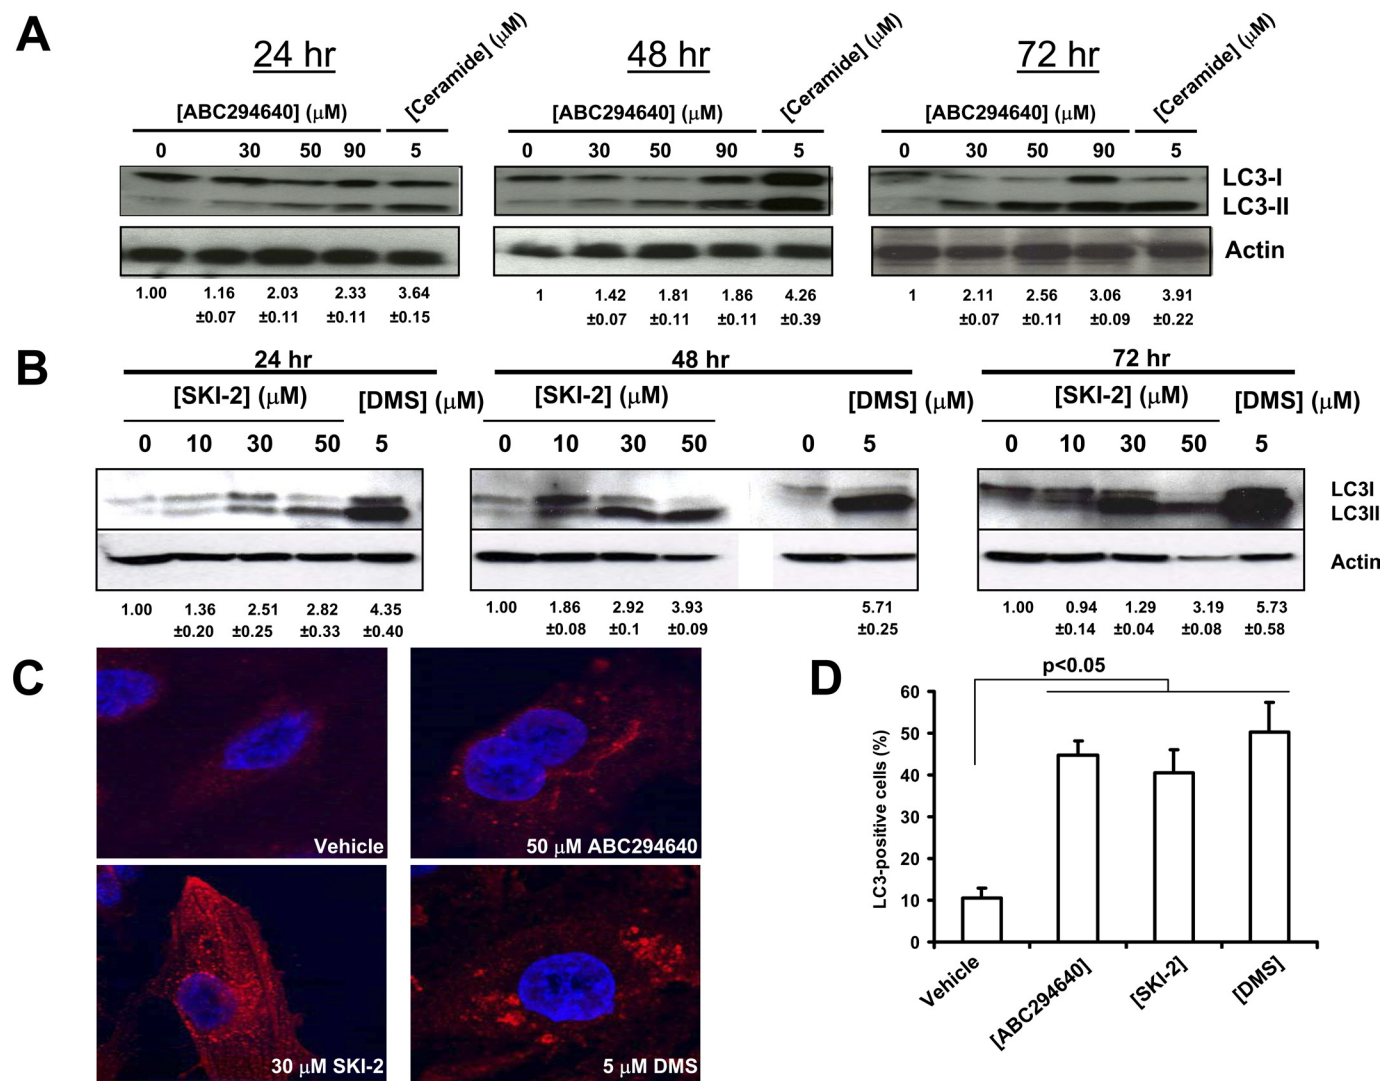 A
24 hr
48 hr
72 hr
[Ceramide] (μM)
[Ceramide] (μM)
[Ceramide] (μM)
[ABC294640] (μM)
[ABC294640] (μM)
[ABC294640] (μM)
0 30 50 90 5
0 30 50 90 5
0 30 50 90 5
LC3-I
LC3-II
Actin
1.00 1.16 2.03 2.33 3.64
±0.07 ±0.11 ±0.11 ±0.15
1 1.42 1.81 1.86 4.26
±0.07 ±0.11 ±0.11 ±0.39
1 2.11 2.56 3.06 3.91
±0.07 ±0.11 ±0.09 ±0.22
B
24 hr
48 hr
72 hr
[SKI-2] (μM) [DMS] (μM)
[SKI-2] (μM) [DMS] (μM)
[SKI-2] (μM) [DMS] (μM)
0 10 30 50 5
0 10 30 50 0 5
0 10 30 50 5
LC3I
LC3II
Actin
1.00 1.36 2.51 2.82 4.35
±0.20 ±0.25 ±0.33 ±0.40
1.00 1.86 2.92 3.93 5.71
±0.08 ±0.1 ±0.09 ±0.25
1.00 0.94 1.29 3.19 5.73
±0.14 ±0.04 ±0.08 ±0.58
C
Vehicle
50 μM ABC294640
30 μM SKI-2
5 μM DMS
D
p<0.05
LC3-positive cells (%)
60
50
40
30
20
10
0
Vehicle
[ABC294640]
[SKI-2]
[DMS]